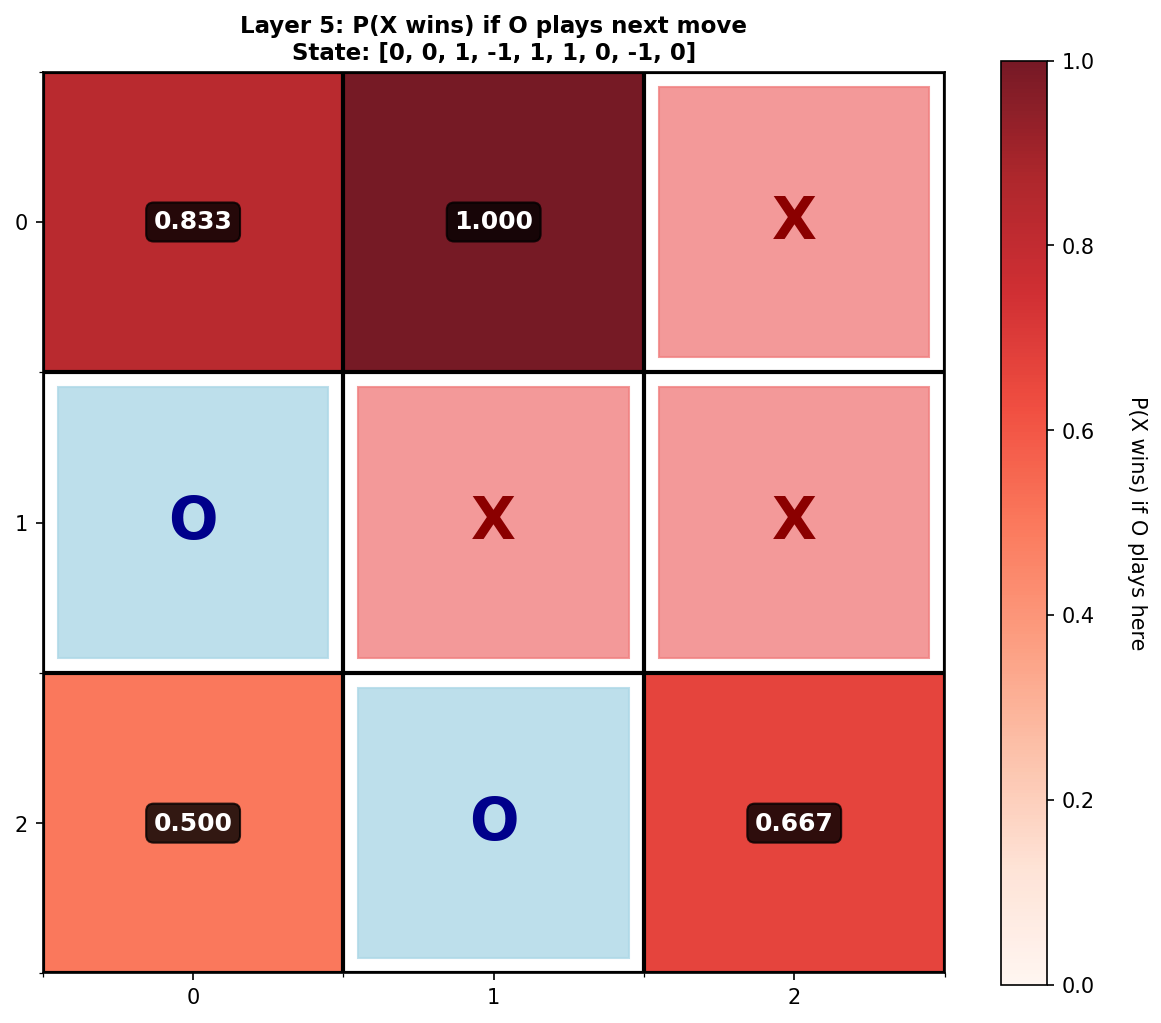 Layer 5: P(X wins) if O plays next move
State: [0, 0, 1, -1, 1, 1, 0, -1, 0]
0
0.833
1.000
X
1
O
X
X
2
0.500
O
0.667
0
1
2
1.0
0.8
0.6
0.4
0.2
0.0
P(X wins) if O plays here